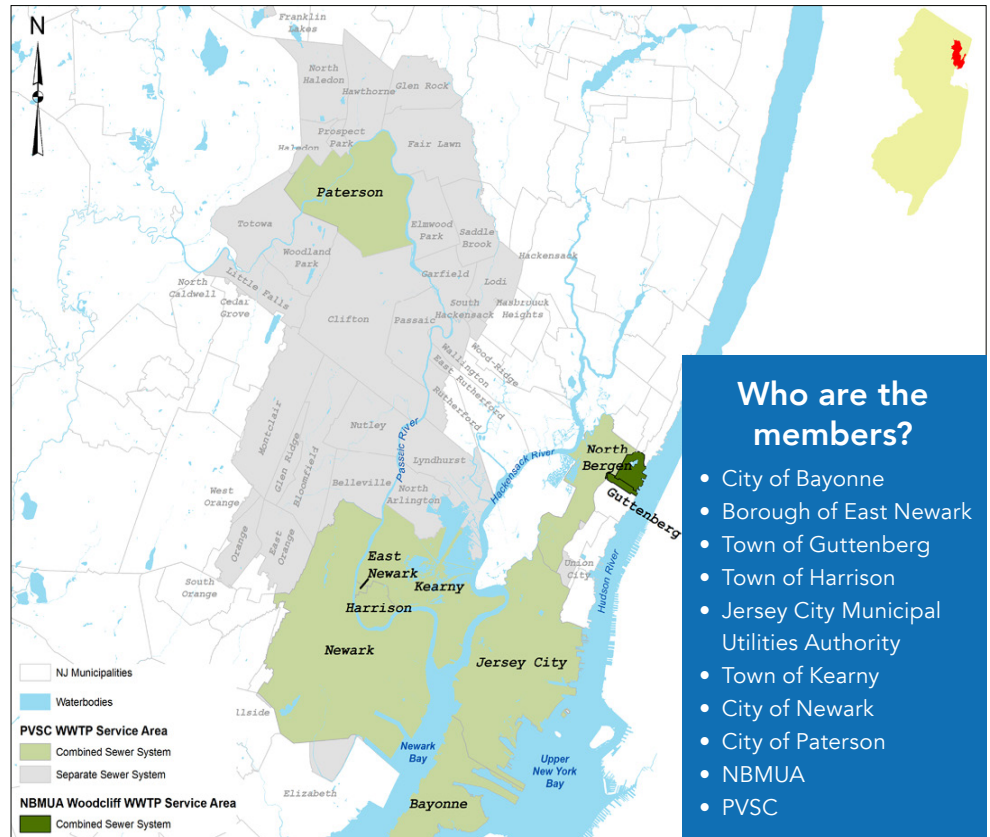 N
Franklin
Lakes
North
Haledon
Hawthorne
Glen Rock
Prospect
Park
Haledon
Fair Lawn
Paterson
Totowa
Elmwood
Park
Saddle
Brook
Woodland
Park
Hackensack
Little Falls
Garfield
North
Caldwell
Lodi
Cedar
Grove
South
Hackensack
Hasbrouck
Heights
Clifton
Passaic
Wallington
Wood-Ridge
East Rutherford
Rutherford
Montclair
Nutley
Passaic River
Glen Ridge
Bloomfield
Lyndhurst
Hackensack River
North
Bergen
Belleville
North
Arlington
West
Orange
Guttenberg
Orange
East
Orange
East
Newark
Kearny
Union
City
Hudson River
South
Orange
Harrison
Newark
Jersey City
llside
Newark
Bay
Upper
New York
Bay
Elizabeth
Bayonne
NJ Municipalities
Waterbodies
PVSC WWTP Service Area
Combined Sewer System
Separate Sewer System
NBMUA Woodcliff WWTP Service Area
Combined Sewer System
Who are the
members?
• City of Bayonne
• Borough of East Newark
• Town of Guttenberg
• Town of Harrison
• Jersey City Municipal
Utilities Authority
• Town of Kearny
• City of Newark
• City of Paterson
• NBMUA
• PVSC